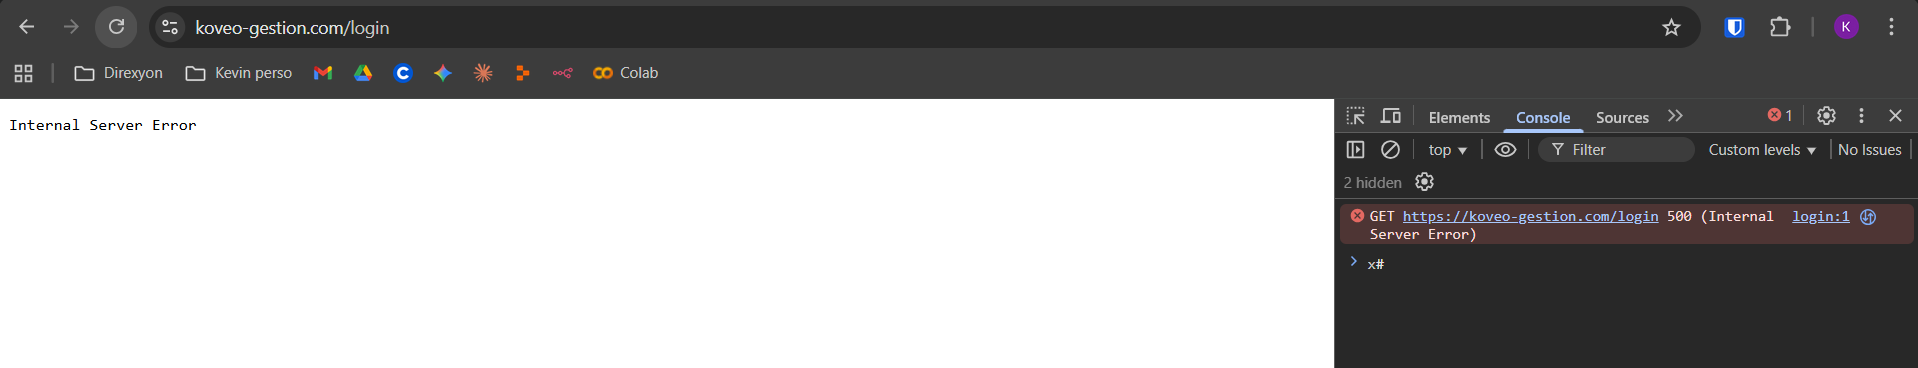 koveo-gestion.com/login
K
Direxyon
Kevin perso
Colab
Internal Server Error
Elements
Console
Sources
1
top
Filter
Custom levels
No Issues
2 hidden
GET https://koveo-gestion.com/login 500 (Internal login:1
Server Error)
x#